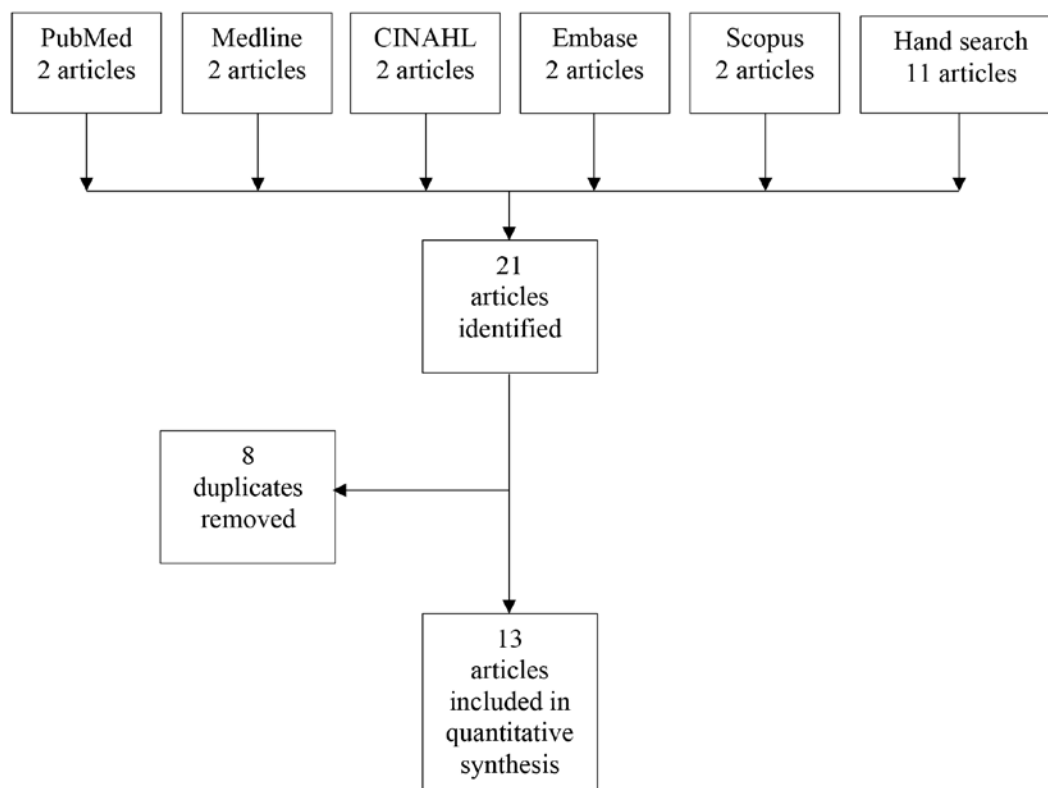 PubMed
2 articles
Medline
2 articles
CINAHL
2 articles
Embase
2 articles
Scopus
2 articles
Hand search
11 articles
21
articles
identified
8
duplicates
removed
13
articles
included in
quantitative
synthesis